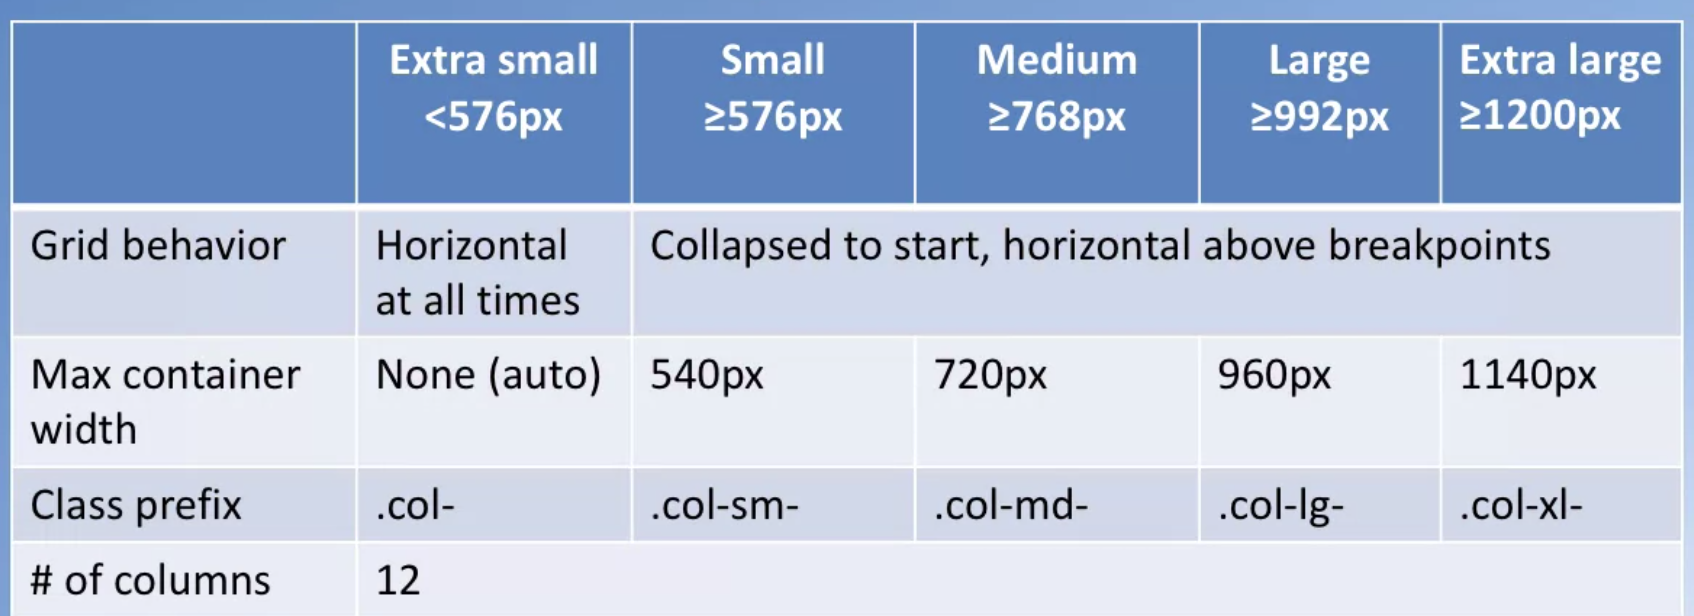 Extra small
<576px
Small
≥576px
Medium
≥768px
Large
≥992px
Extra large
≥1200px
Grid behavior
Horizontal
at all times
Collapsed to start, horizontal above breakpoints
Max container
width
None (auto)
540px
720px
960px
1140px
Class prefix
.col-
.col-sm-
.col-md-
.col-lg-
.col-xl-
# of columns
12